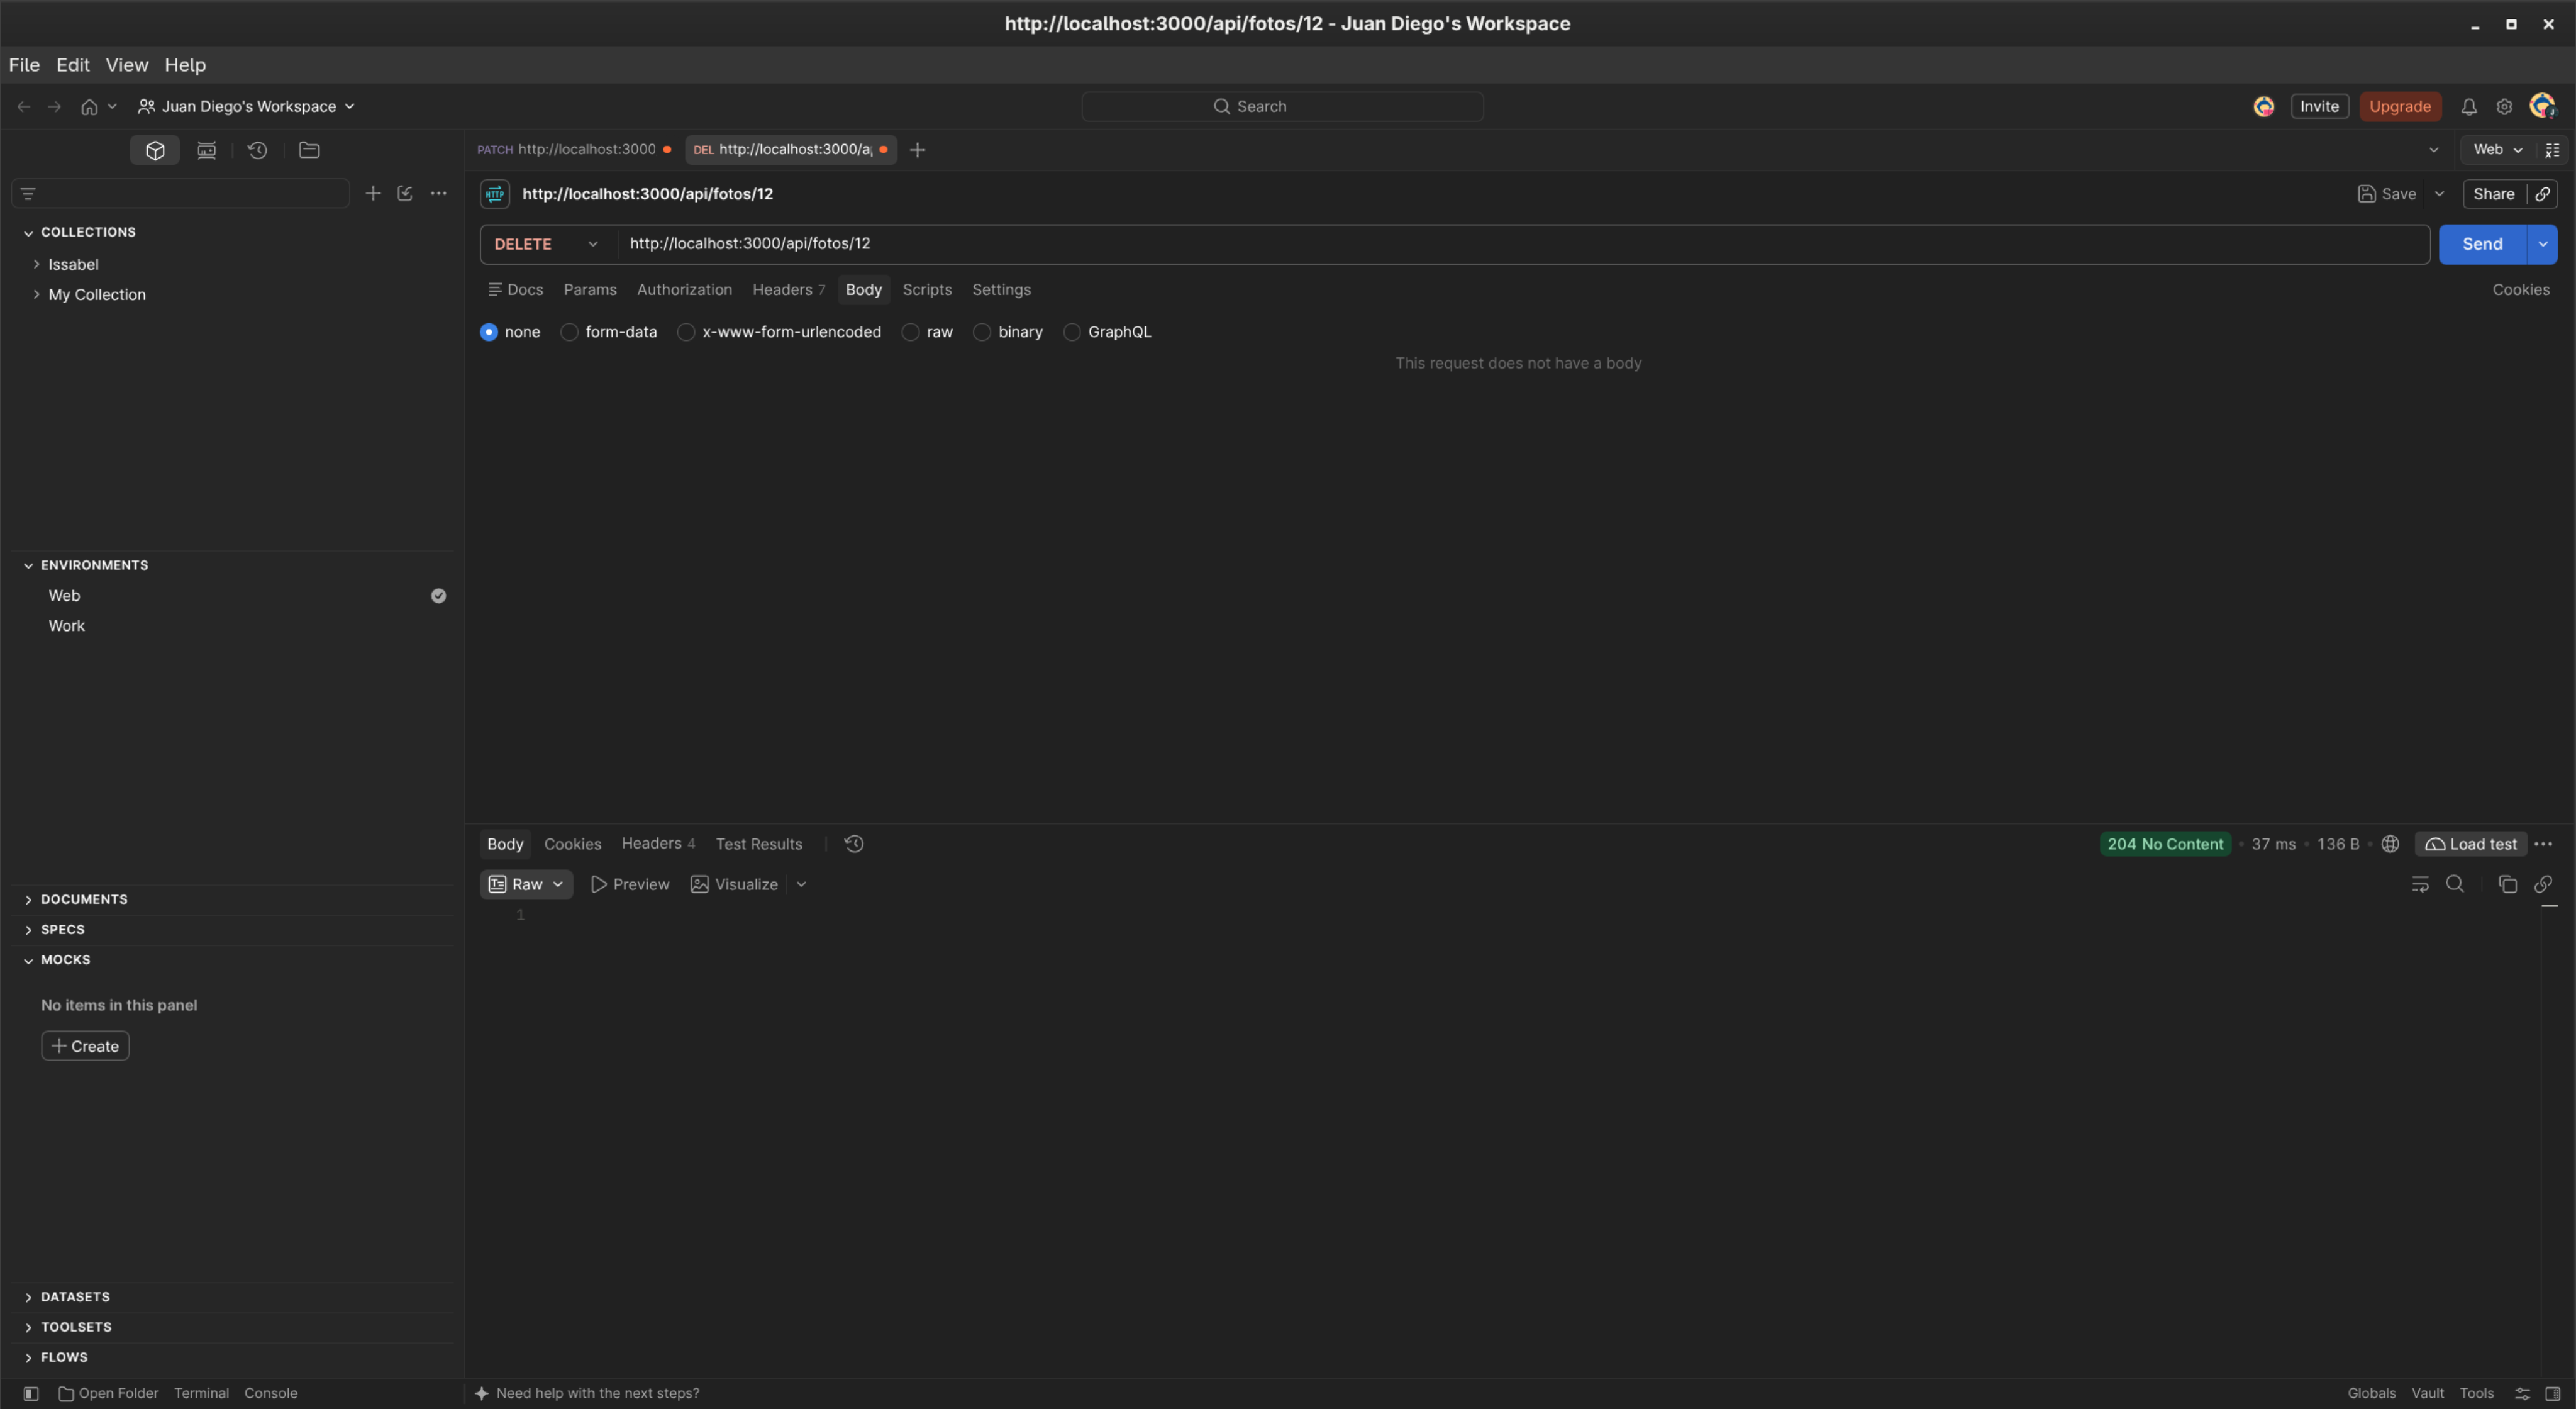 http://localhost:3000/api/fotos/12 - Juan Diego's Workspace
File Edit View Help
Juan Diego's Workspace
Search
Invite
Upgrade
PATCH http://localhost:3000
DEL http://localhost:3000/a
Web
http://localhost:3000/api/fotos/12
Save
Share
COLLECTIONS
Issabel
My Collection
DELETE
http://localhost:3000/api/fotos/12
Send
Docs Params Authorization Headers 7 Body Scripts Settings
Cookies
none form-data x-www-form-urlencoded raw binary GraphQL
This request does not have a body
ENVIRONMENTS
Web
Work
Body Cookies Headers 4 Test Results
204 No Content • 37 ms • 136 B •
Load test
Raw Preview Visualize
1
DOCUMENTS
SPECS
MOCKS
No items in this panel
Create
DATASETS
TOOLSETS
FLOWS
Open Folder Terminal Console
Need help with the next steps?
Globals Vault Tools